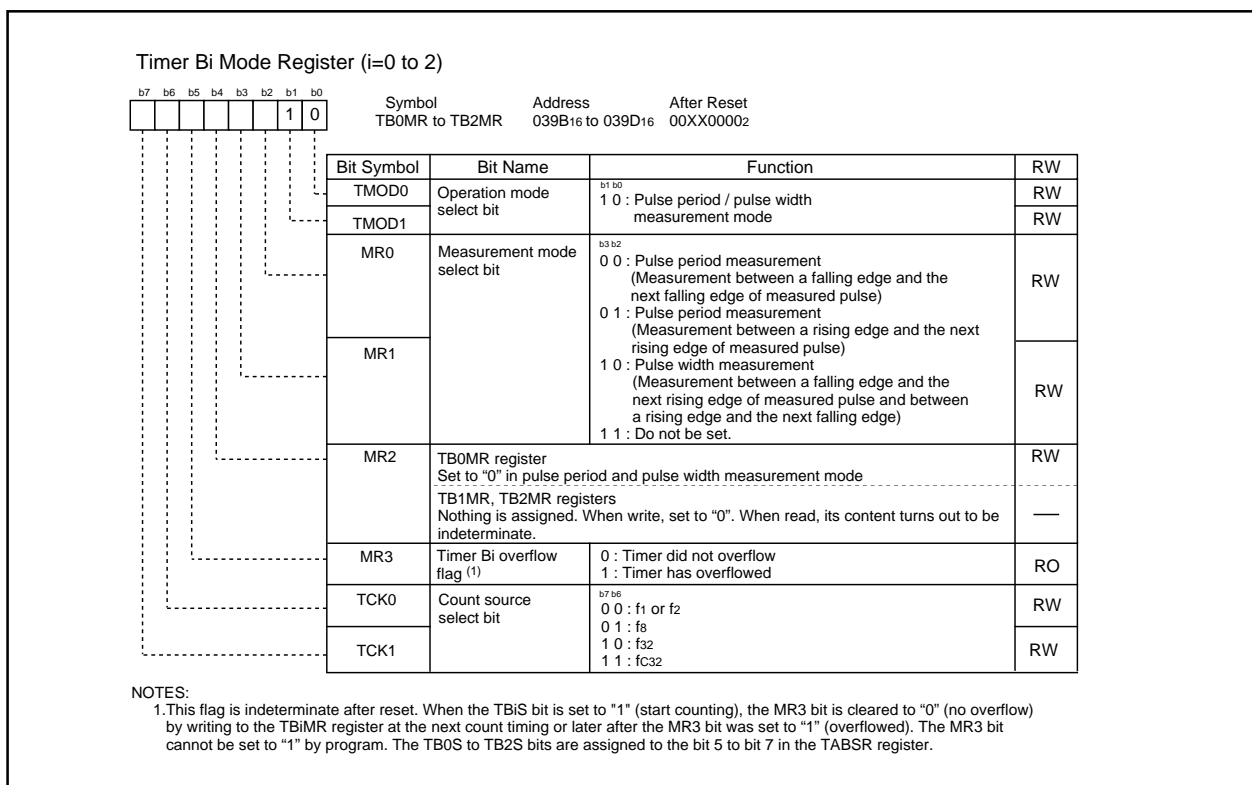 Timer Bi Mode Register (i=0 to 2)
b7 b6 b5 b4 b3 b2 b1 b0
1 0
Symbol Address After Reset
TB0MR to TB2MR 039B16 to 039D16 00XX00002
Bit Symbol Bit Name Function RW
TMOD0 Operation mode select bit
b1 b0
1 0 : Pulse period / pulse width
measurement mode
RW
TMOD1 RW
MR0 Measurement mode select bit
b3 b2
0 0 : Pulse period measurement
(Measurement between a falling edge and the
next falling edge of measured pulse)
0 1 : Pulse period measurement
(Measurement between a rising edge and the next
rising edge of measured pulse)
RW
MR1
1 0 : Pulse width measurement
(Measurement between a falling edge and the
next rising edge of measured pulse and between
a rising edge and the next falling edge)
1 1 : Do not be set.
RW
MR2 TB0MR register
Set to “0” in pulse period and pulse width measurement mode
RW
TB1MR, TB2MR registers
Nothing is assigned. When write, set to “0”. When read, its content turns out to be
indeterminate.
—
MR3 Timer Bi overflow
flag (1)
0 : Timer did not overflow
1 : Timer has overflowed
RO
TCK0 Count source
select bit
b7 b6
0 0 : f1 or f2
0 1 : f8
RW
TCK1
1 0 : f32
1 1 : fC32
RW
NOTES:
1.This flag is indeterminate after reset. When the TBiS bit is set to "1" (start counting), the MR3 bit is cleared to “0” (no overflow)
by writing to the TBiMR register at the next count timing or later after the MR3 bit was set to “1” (overflowed). The MR3 bit
cannot be set to “1” by program. The TB0S to TB2S bits are assigned to the bit 5 to bit 7 in the TABSR register.